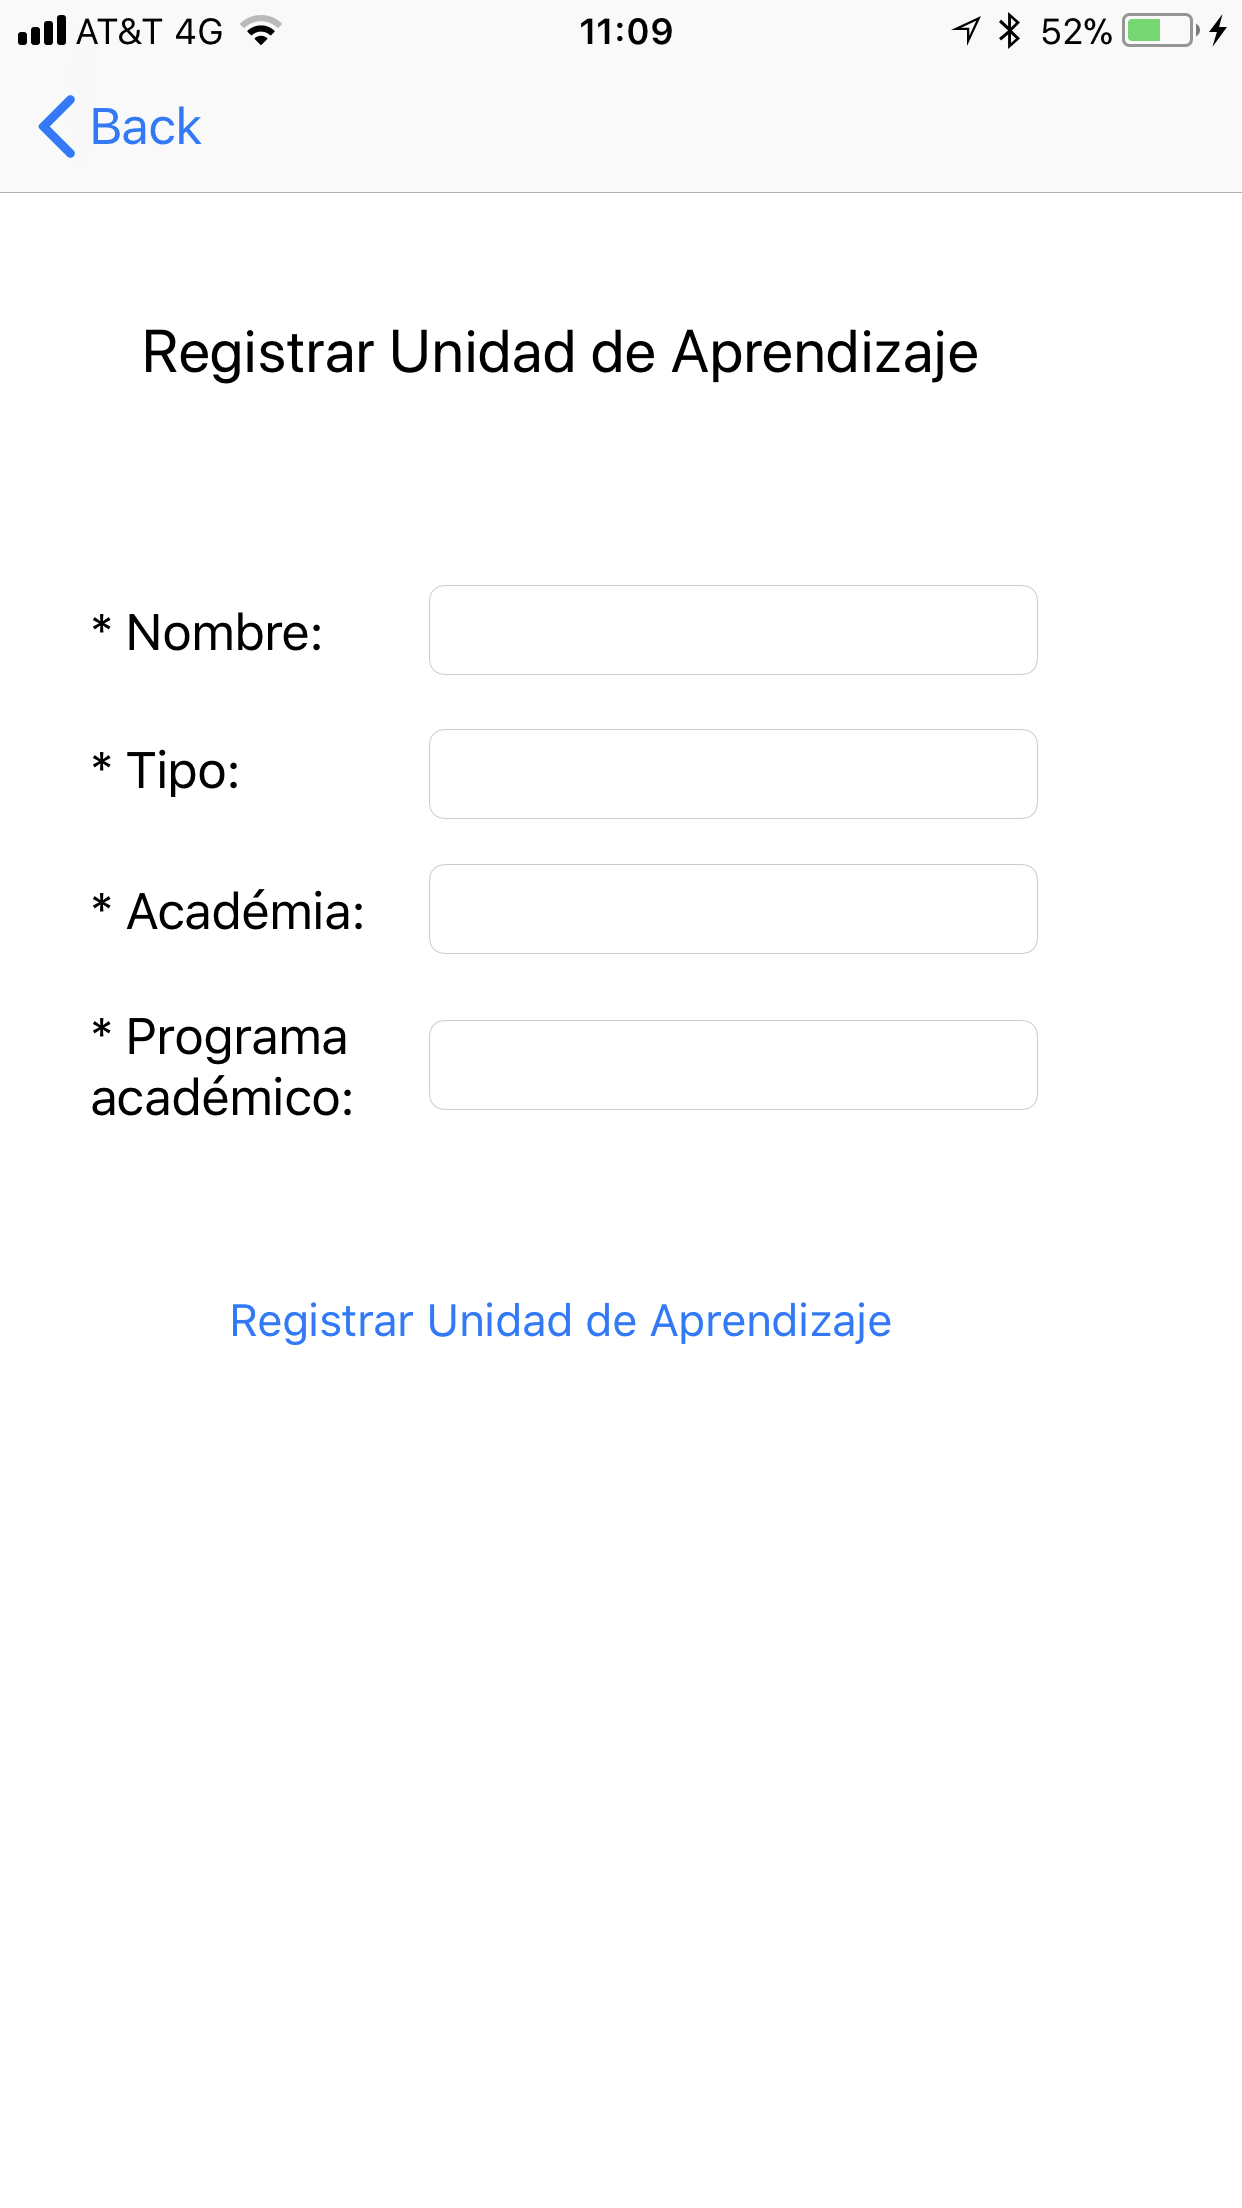 AT&T 4G 11:09 52%
Back
Registrar Unidad de Aprendizaje
* Nombre:
* Tipo:
* Académia:
* Programa
académico:
Registrar Unidad de Aprendizaje